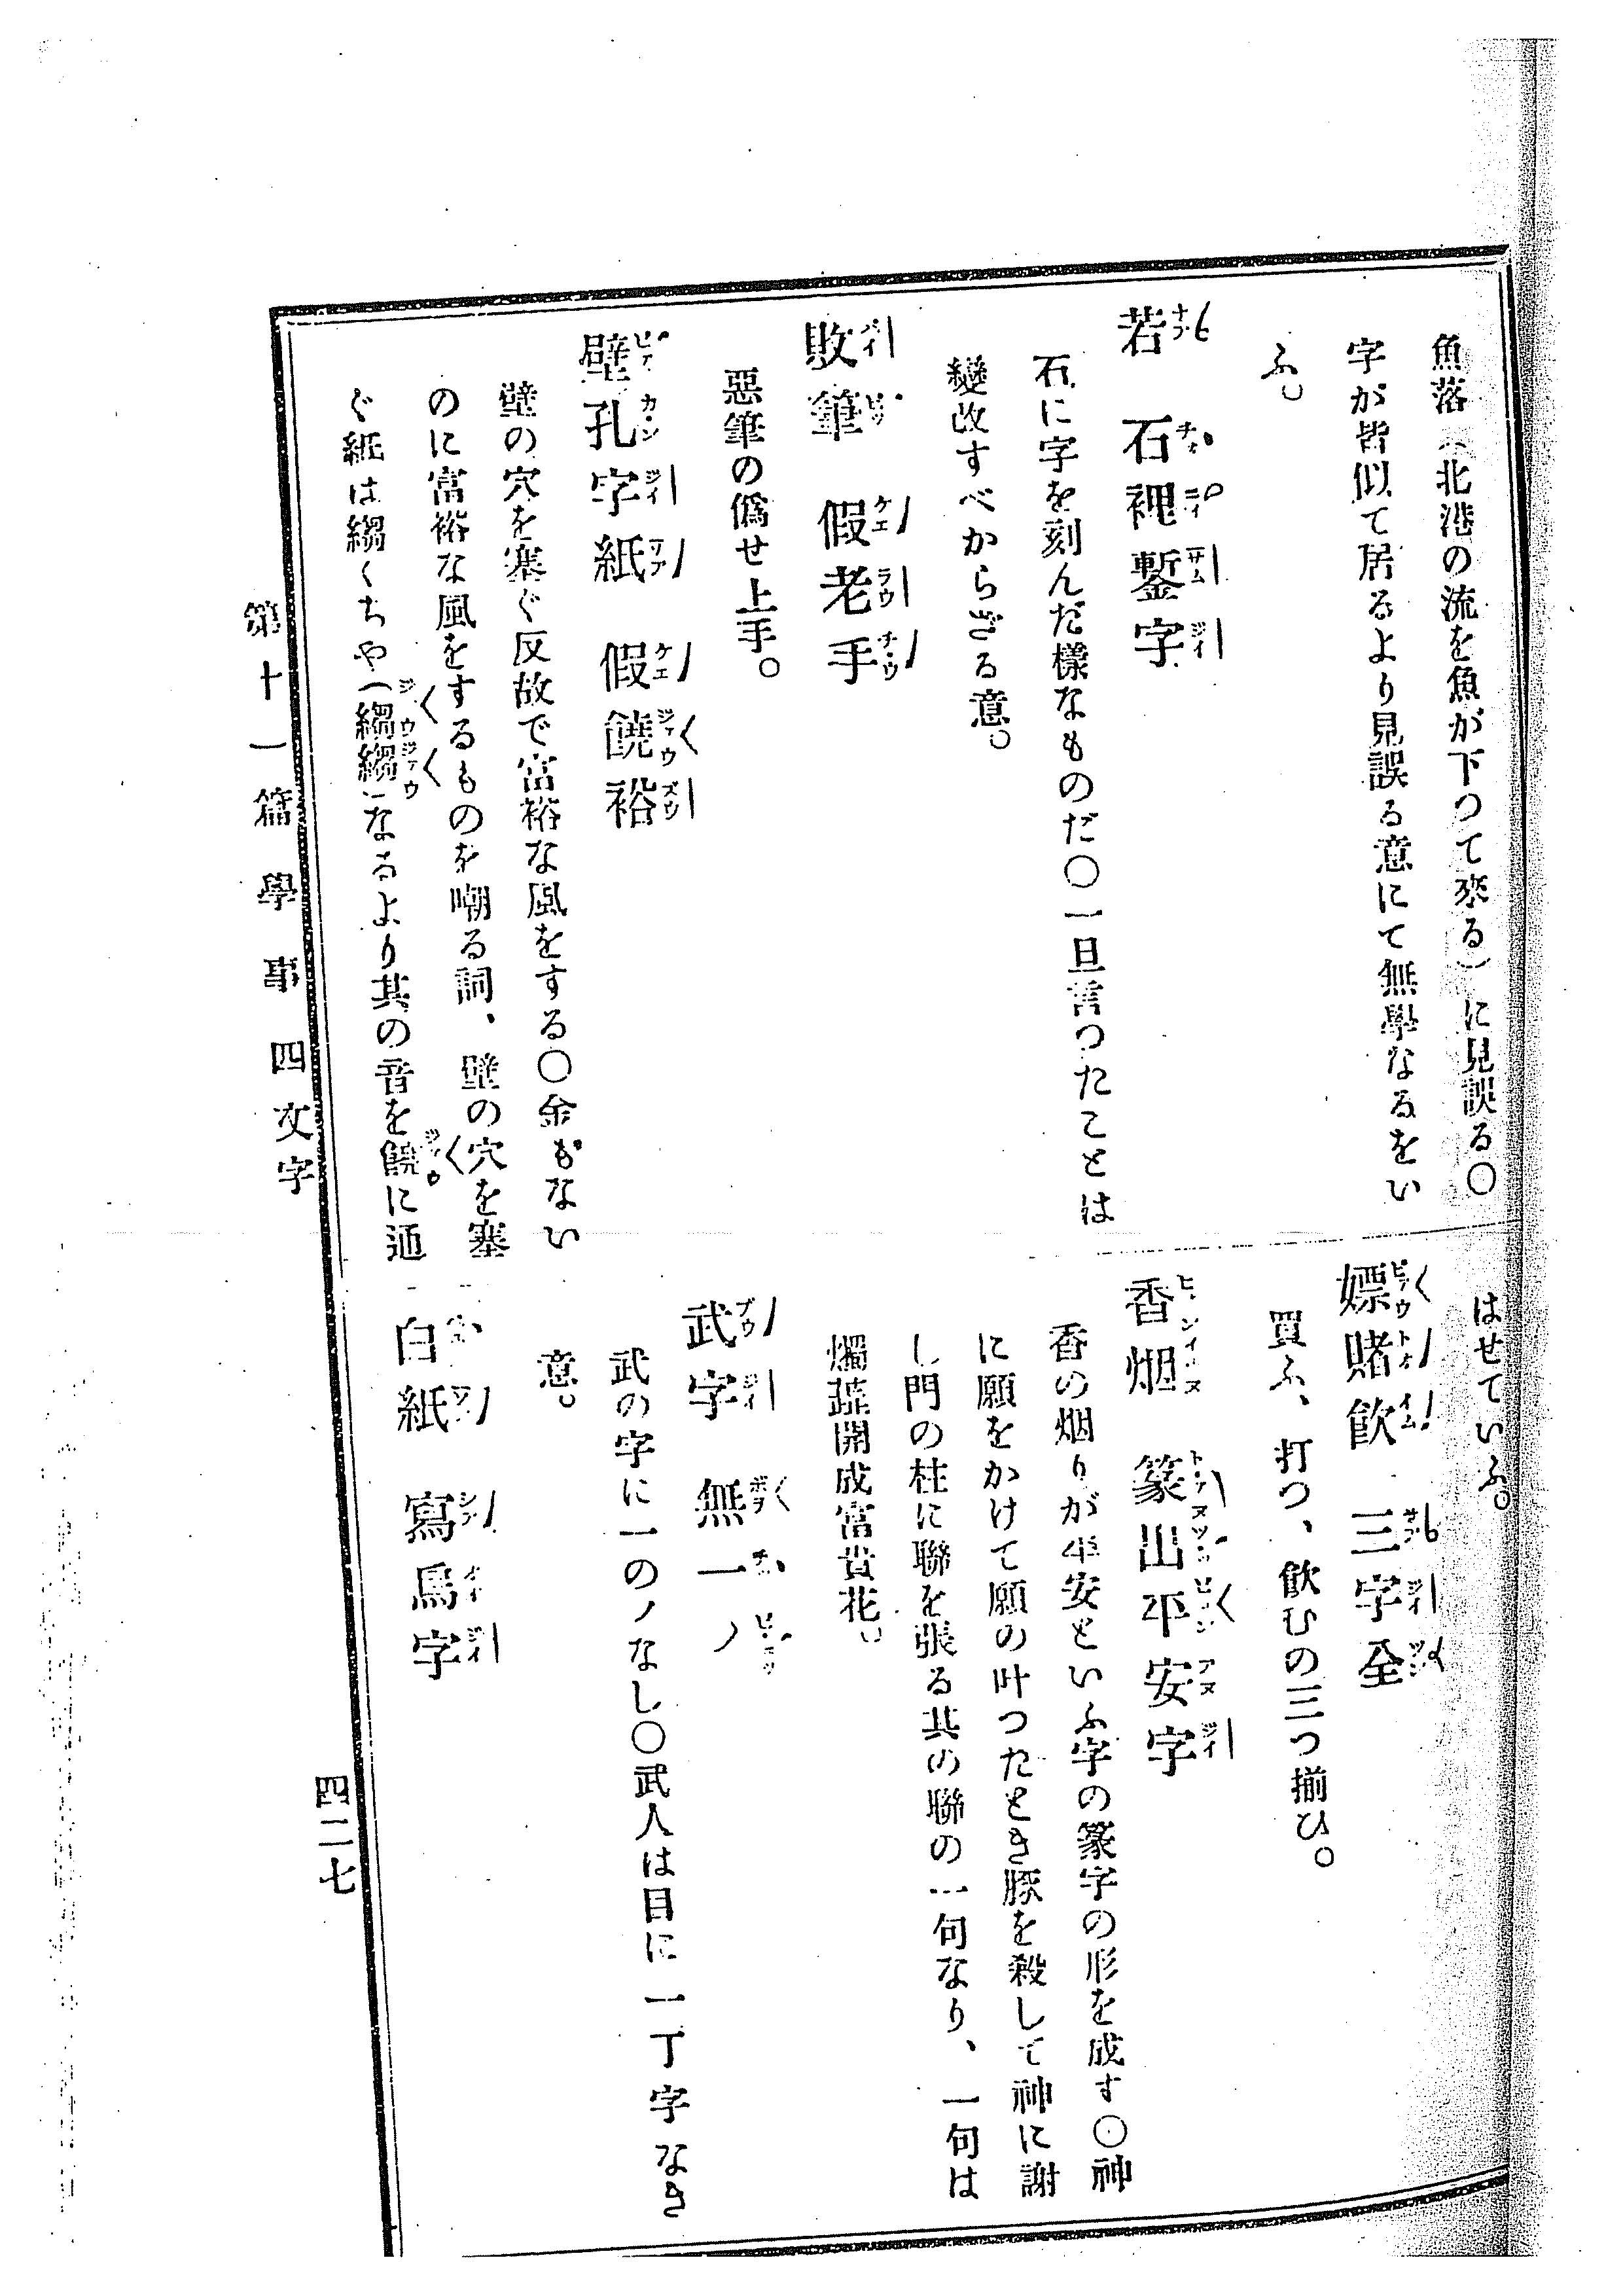 魚落(北港の流を魚が下つて來る)に見誤る〇
字が皆似て居るより見誤る意にて無學なるをい
ふ。
若 石裡鏨字
石に字を刻んだ樣なものだ〇一旦言つたことは
變改すべからざる意。
敗筆 假老手
惡筆の僞せ上手。
壁孔字紙 假饒裕
壁の穴を塞ぐ反故で富裕な風をする〇金もない
のに富裕な風をするものを嘲る詞、壁の穴を塞
ぐ紙は縐くちや(縐縐)なるより其の音を饒に通
はせていふ。
嫖賭飮 三字全
買ふ、打つ、飮むの三つ揃ひ。
香烟 篆出平安字
香の烟りが平安といふ字の篆字の形を成す〇神
に願をかけて願の叶つたとき豚を殺して神に謝
し門の柱に聯を張る其の聯の一句なり、一句は
燭蕋開成富貴花。
武字 無一ノ
武の字に一のノなし〇武人は目に一丁字なき
意。
白紙 寫烏字
第十一篇 學事 四文字
四二七